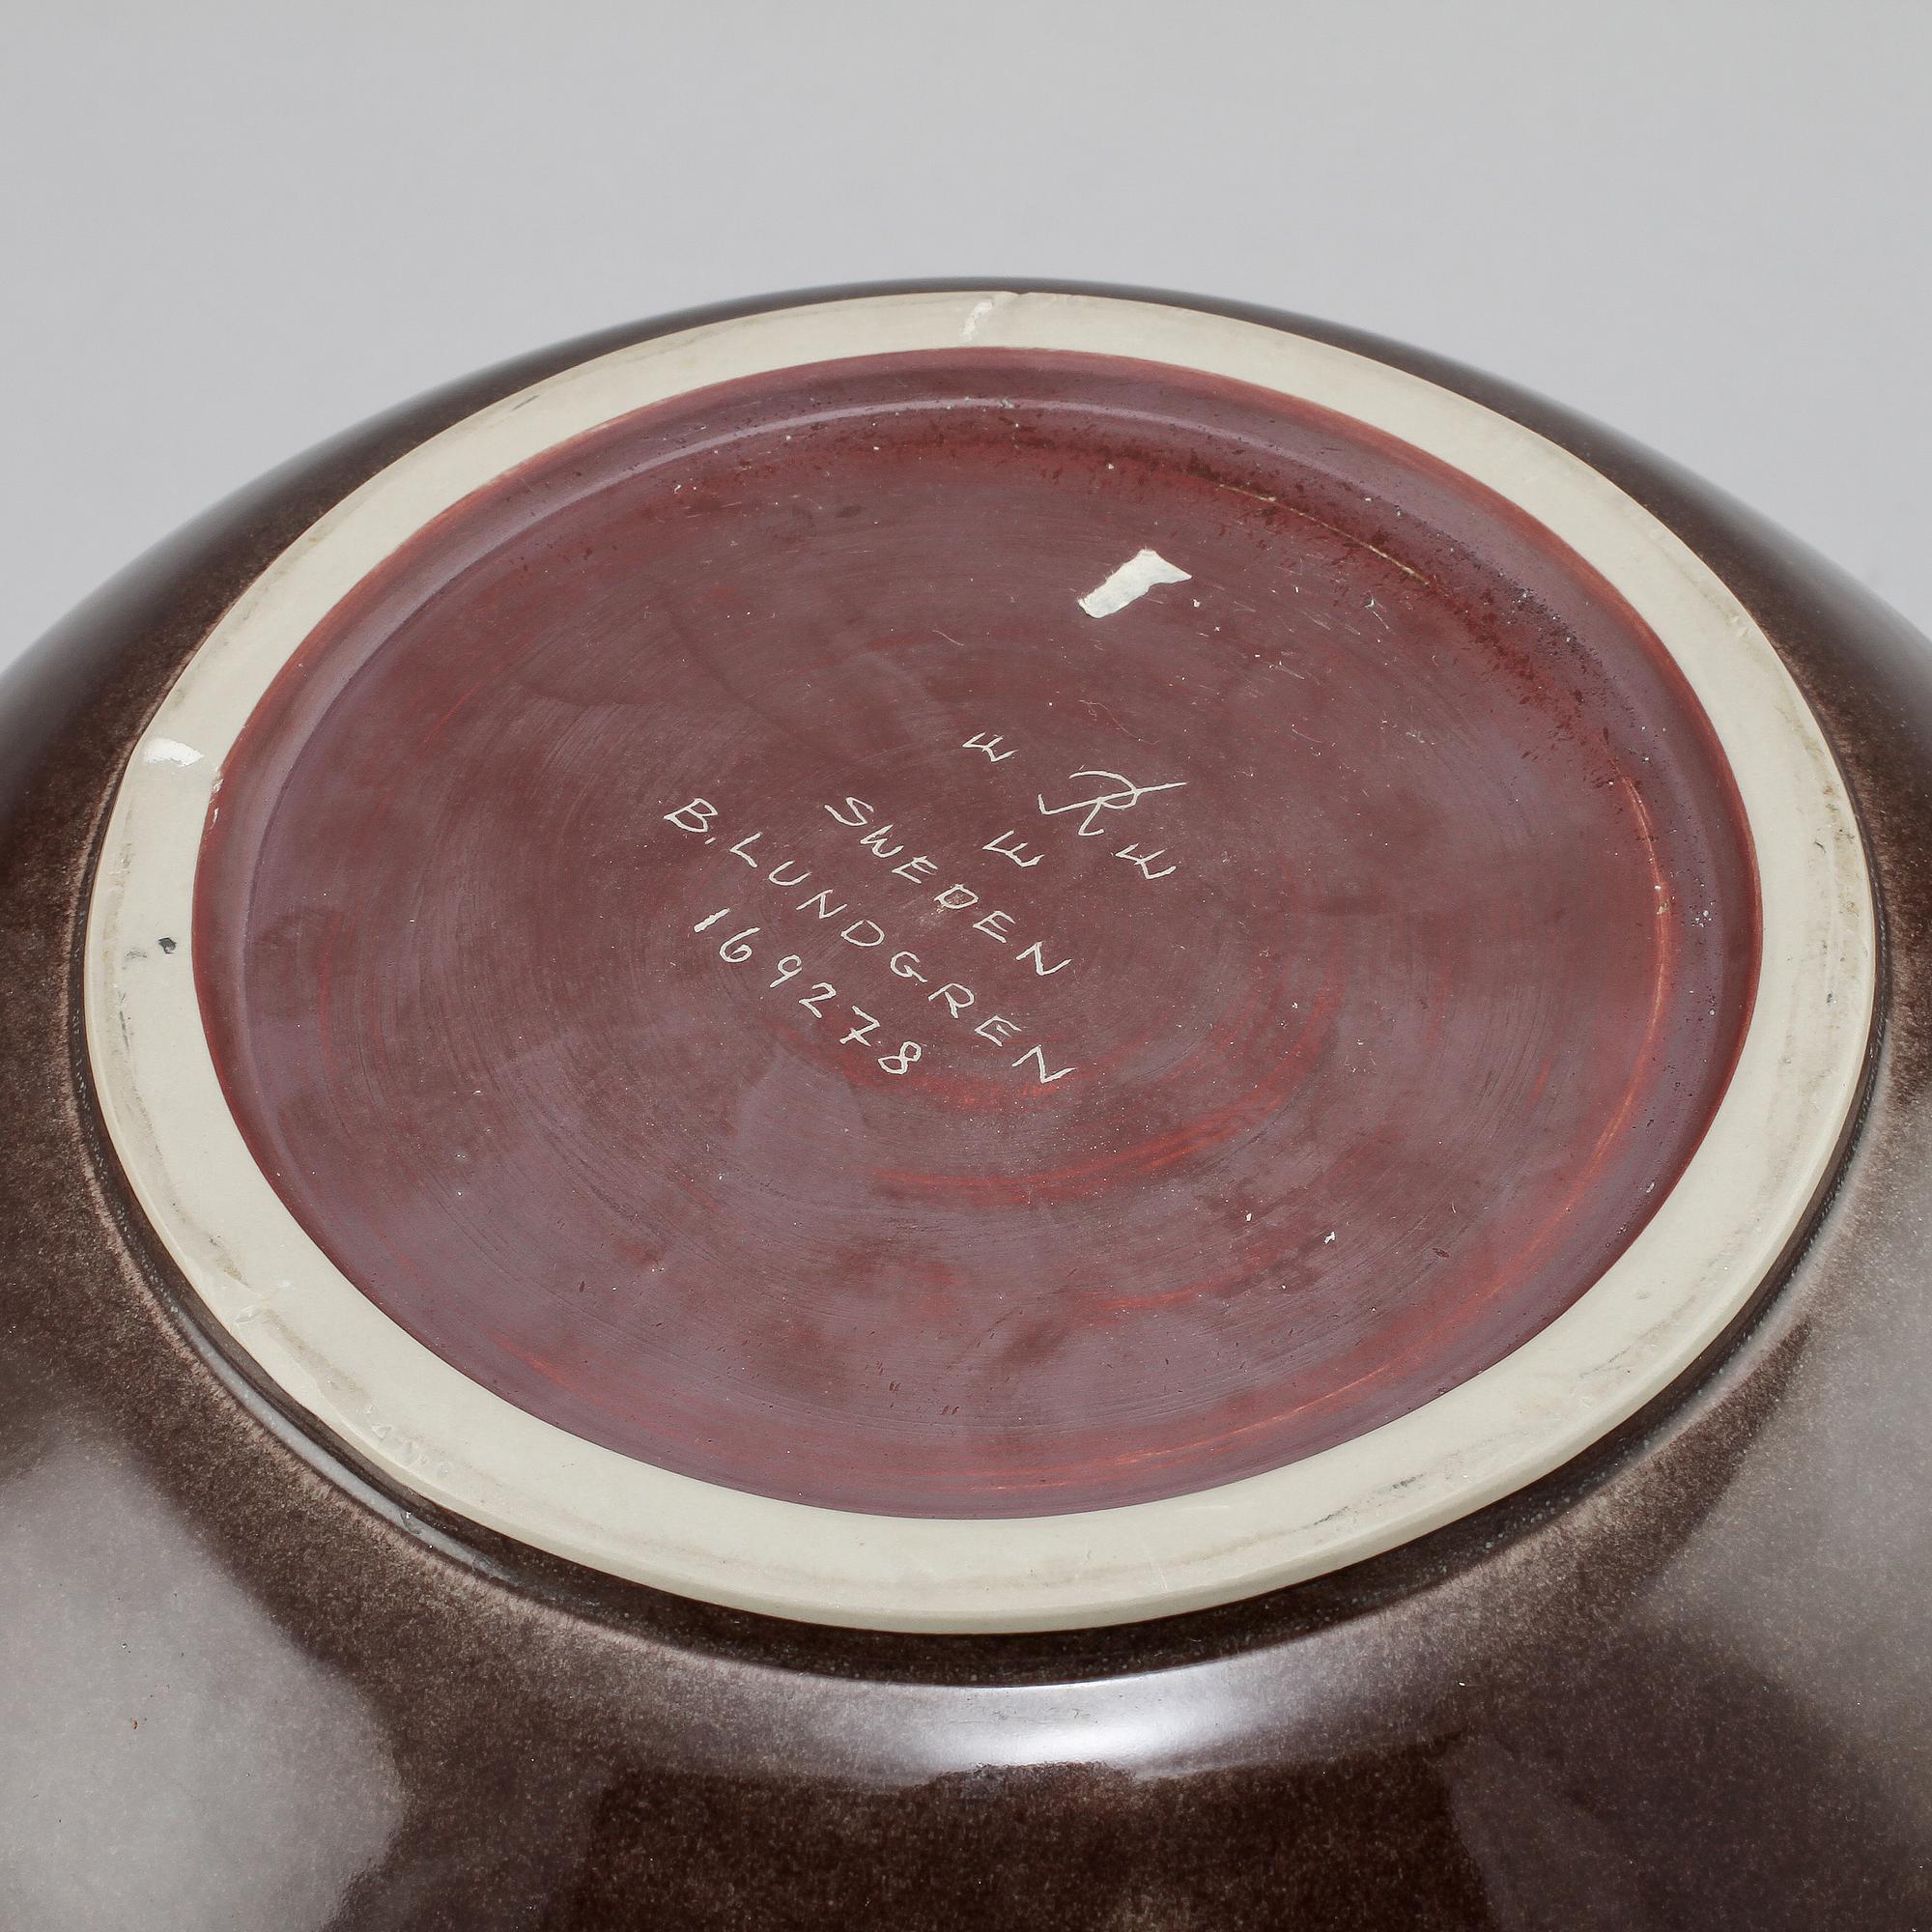 R
SWEDEN
B. LUNDGREN
169278